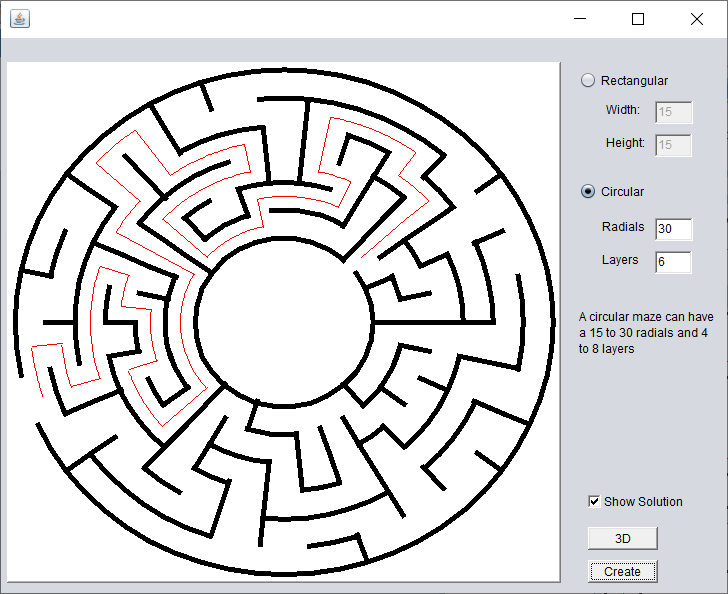 Rectangular
Width: 15
Height: 15
Circular
Radials 30
Layers 6
A circular maze can have
a 15 to 30 radials and 4
to 8 layers
Show Solution
3D
Create